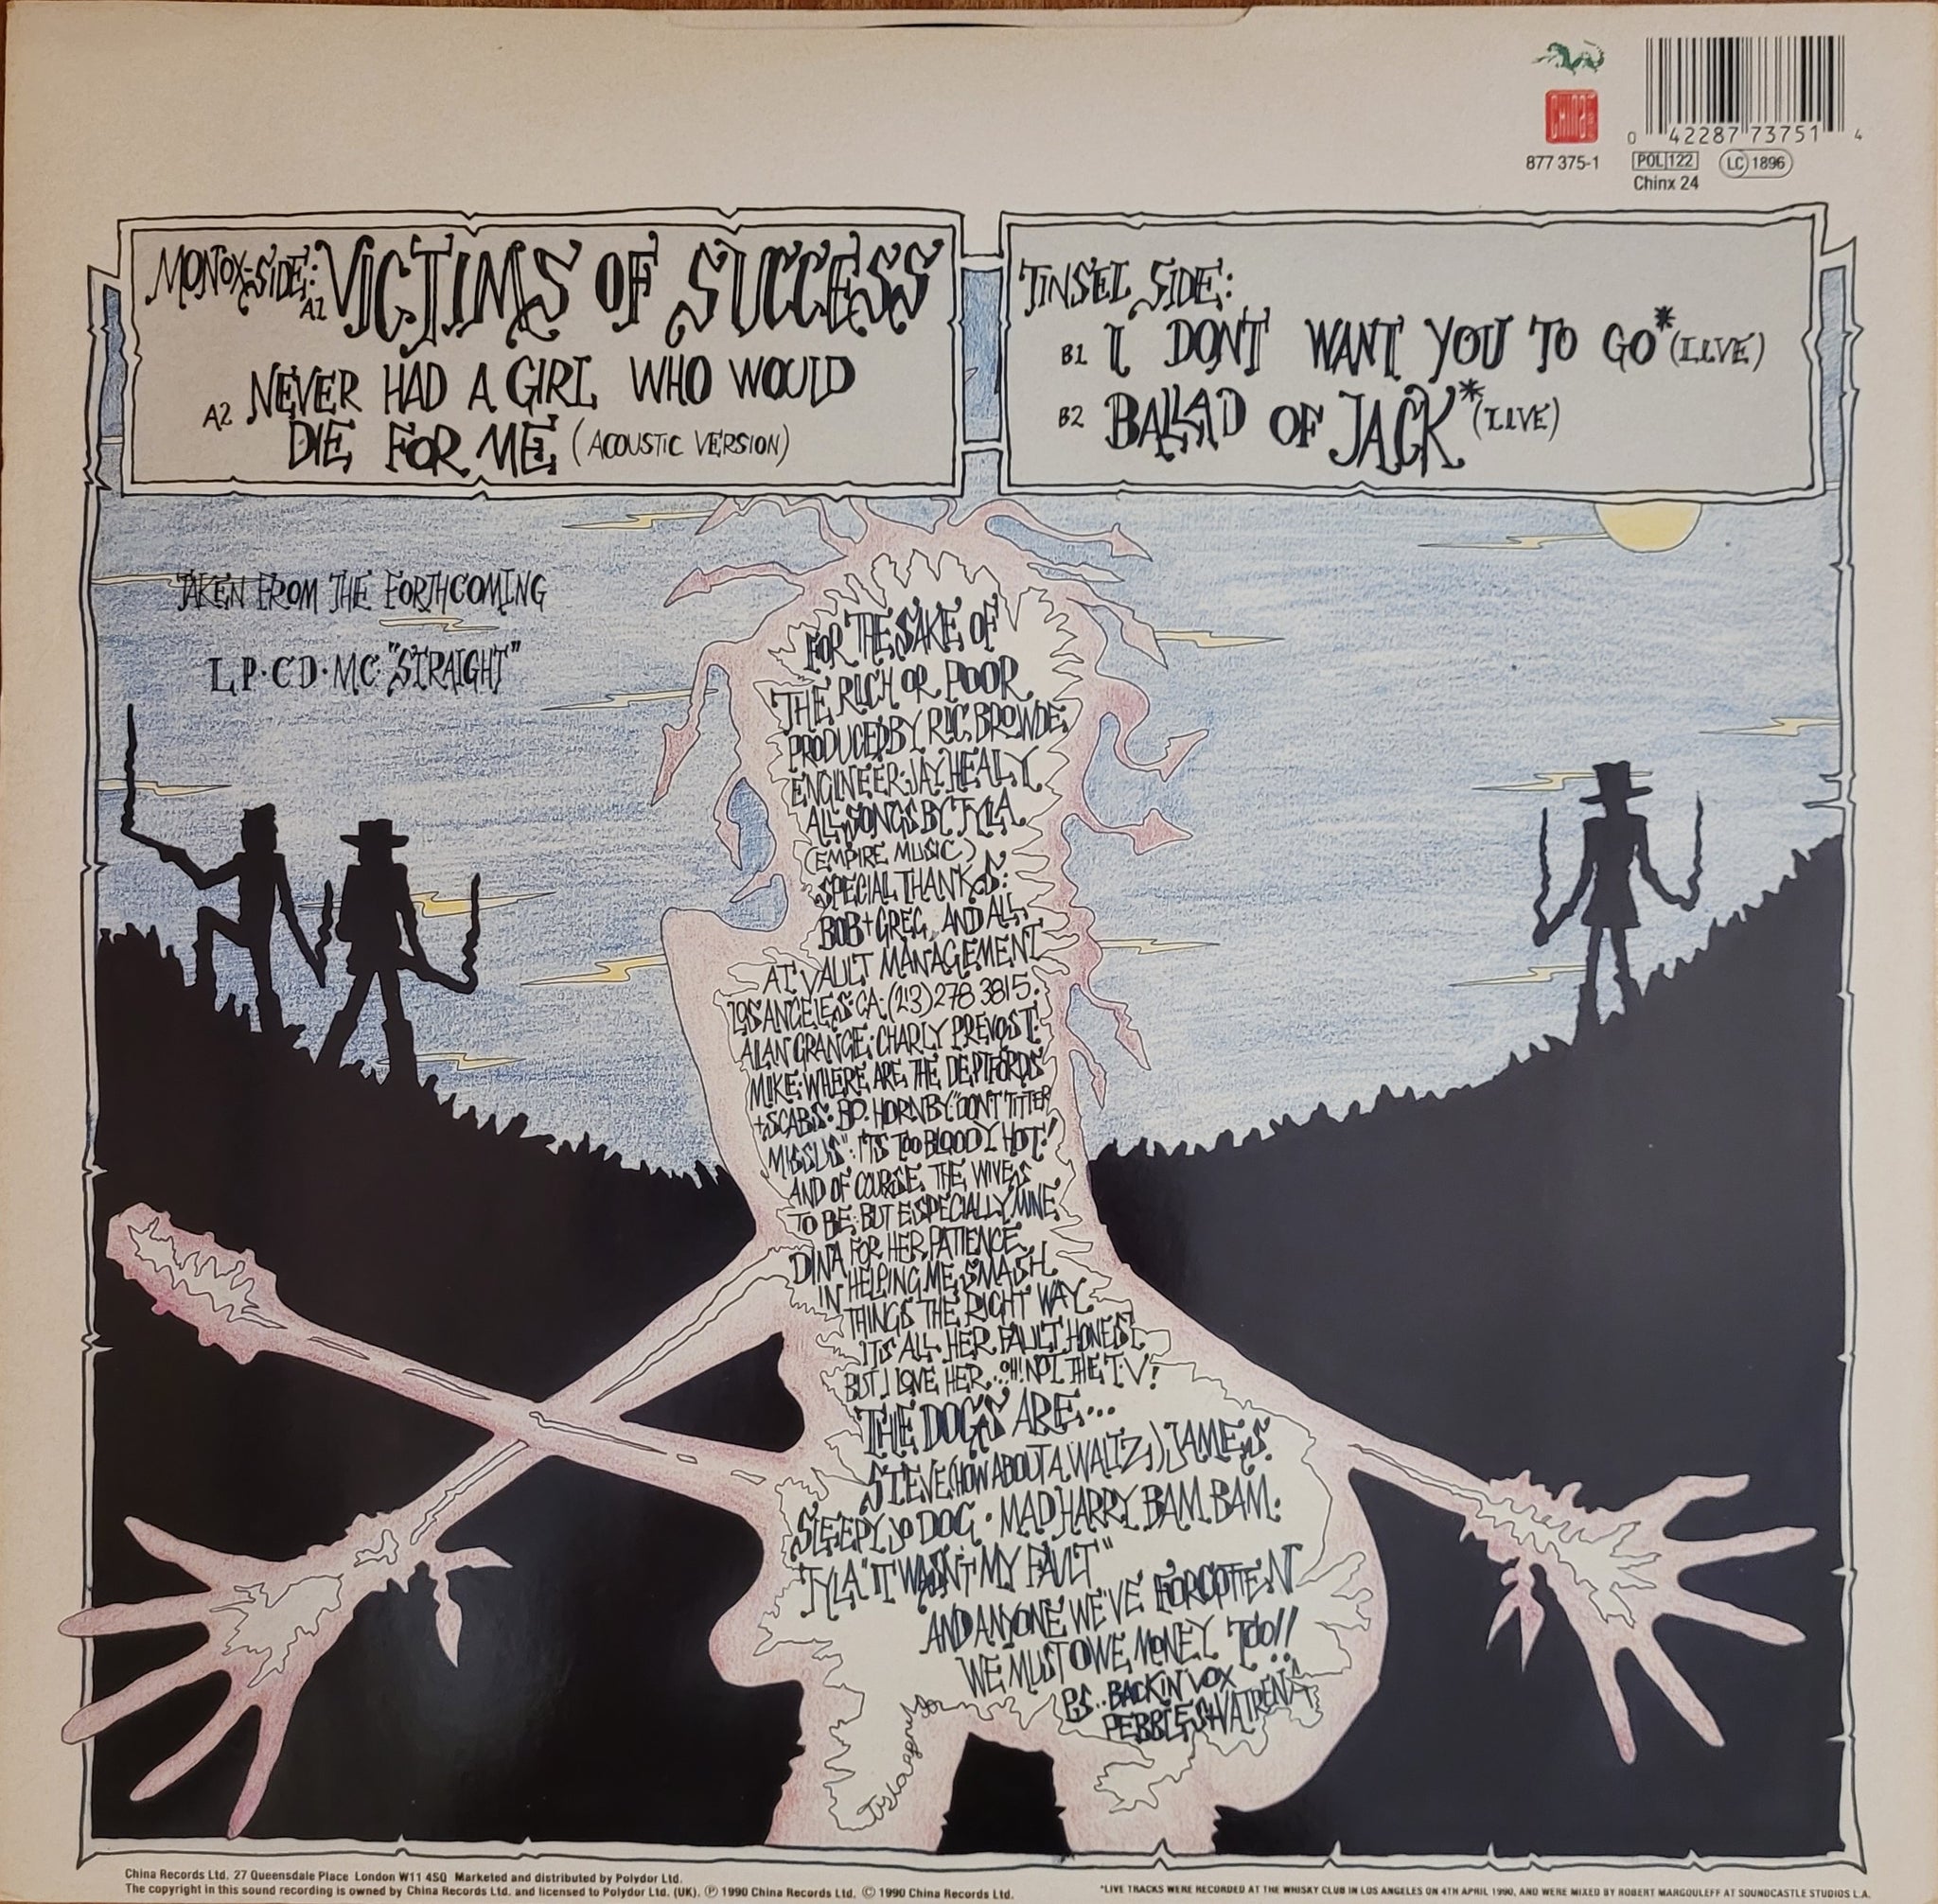 CHINA
0 42287 73751 4
877 375-1
POL 122
LC 1896
Chinx 24
MONOX-SIDE: A1 VICTIMS OF SUCCESS
A2 NEVER HAD A GIRL WHO WOULD
DIE FOR ME (ACOUSTIC VERSION)
TINSEL SIDE:
B1 I DONT WANT YOU TO GO* (LIVE)
B2 BALLAD OF JACK* (LIVE)
TAKEN FROM THE FORTHCOMING
LP·CD·MC·"STRAIGHT"
FOR THE SAKE OF
THE RICH OR POOR
PRODUCED BY RIC BROWDE
ENGINEER: JAY HEALY
ALL SONGS BY TYLA
(EMPIRE MUSIC)
SPECIAL THANKS:
BOB + GREG AND ALL
AT VAULT MANAGEMENT
LOS ANGELES·CA·(213) 278 3815·
ALAN GRANGE·CHARLY PREVOST:
MIKE·WHERE ARE THE DEPTFORDS
+SCABS·BD. HORNBY."DONT TITTER
MISSUS": ITS TOO BLOODY HOT!
AND OF COURSE THE WIVES
TO BE: BUT ESPECIALLY MINE
DINA FOR HER PATIENCE
IN HELPING ME SMASH
THINGS THE RIGHT WAY.
ITS ALL HER FAULT HONEST
BUT I LOVE HER...OH! NOT THE T·V!
THE DOGS ARE...
STEVE (HOW ABOUT A WALTZ) JAMES.
SLEEPY JO DOG · MAD HARRY BAM BAM·
TYLA "IT WASN'T MY FAULT"
AND ANYONE WE'VE FORGOTTEN
WE MUST OWE MONEY TOO!!
P.S.. BACKIN VOX
PEBBLES + VATRENA
China Records Ltd. 27 Queensdale Place London W11 4SQ Marketed and distributed by Polydor Ltd.
The copyright in this sound recording is owned by China Records Ltd. and licensed to Polydor Ltd. (UK). Ⓟ 1990 China Records Ltd. © 1990 China Records Ltd.
*LIVE TRACKS WERE RECORDED AT THE WHISKY CLUB IN LOS ANGELES ON 4TH APRIL 1990, AND WERE MIXED BY ROBERT MARGOULEFF AT SOUNDCASTLE STUDIOS L.A.